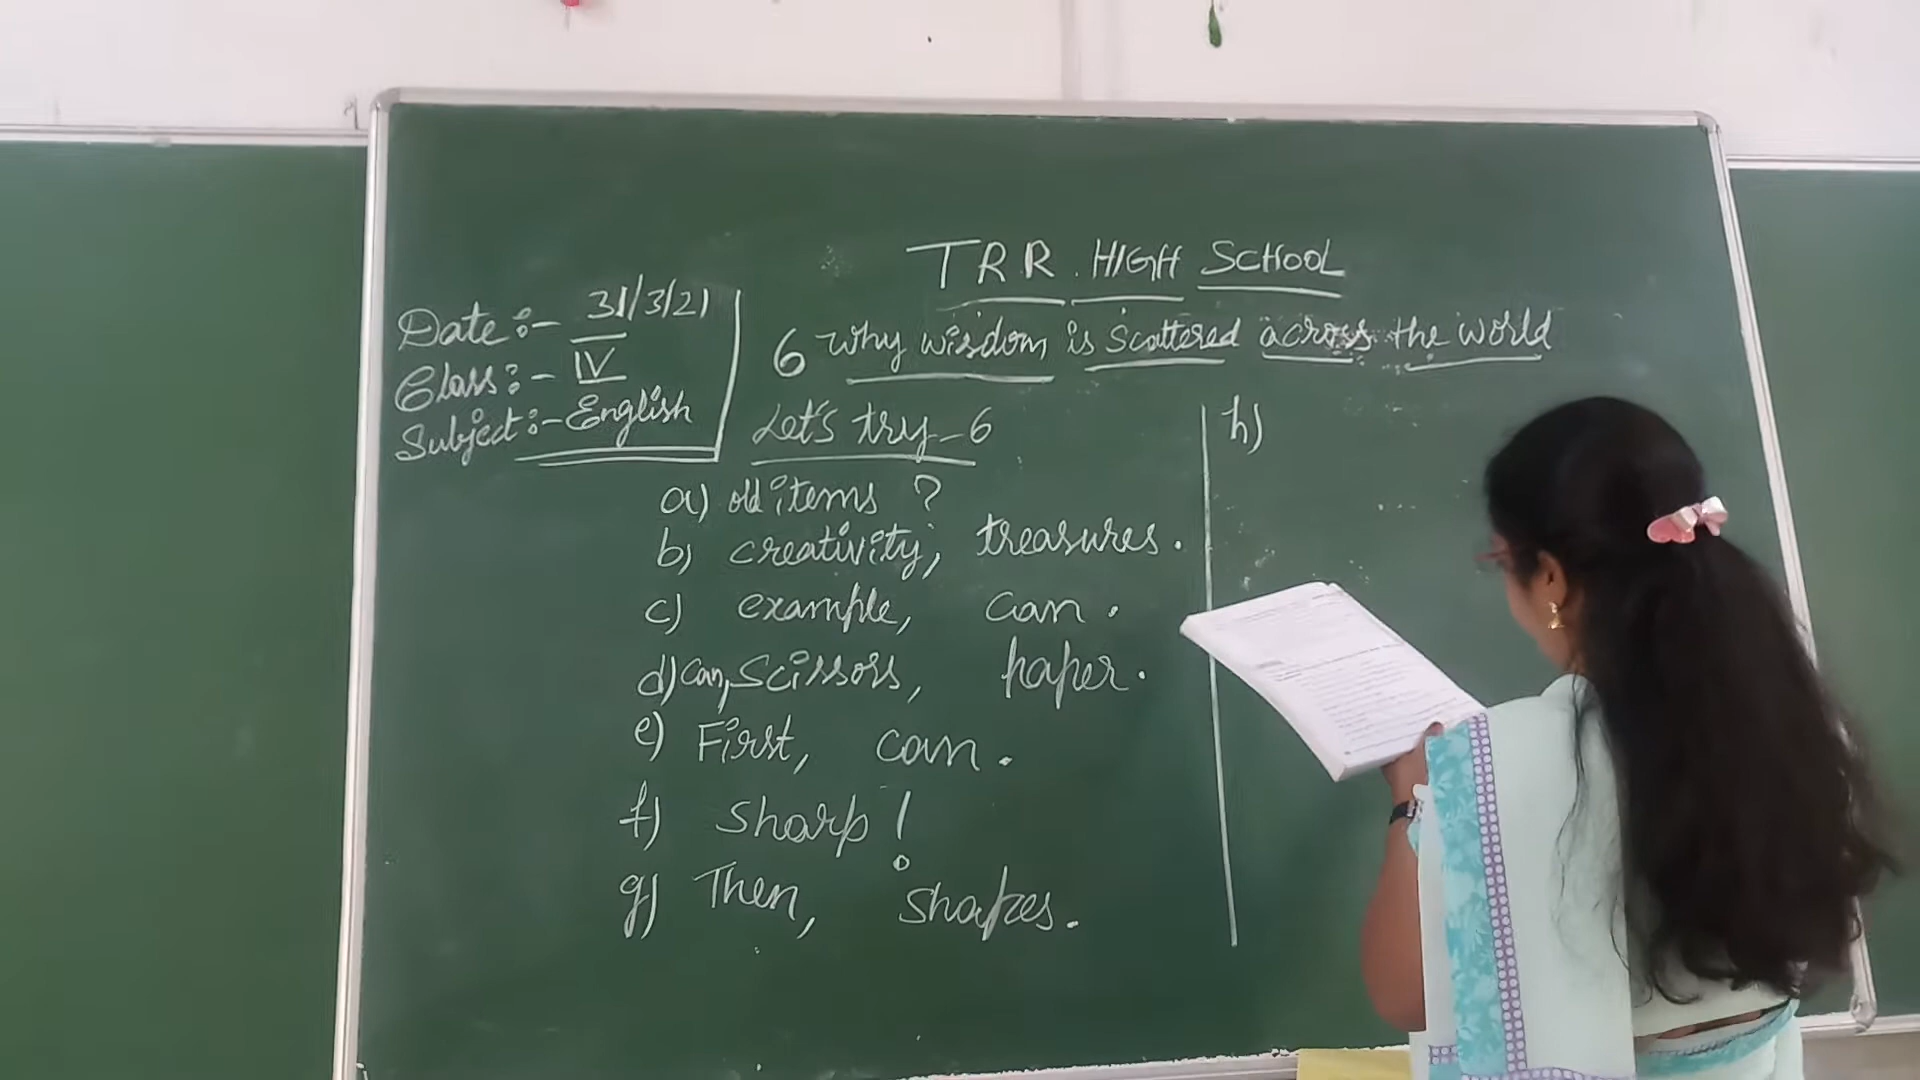 TRR HIGH SCHOOL
Date:- 31/3/21
Class:- IV
Subject:- English
6 Why wisdom is scattered across the world
Let's try-6
a) old items ?
b) creativity, treasures.
c) example, can.
d) can, scissors, paper.
e) First, can.
f) sharp!
g) Then, shapes.
h)